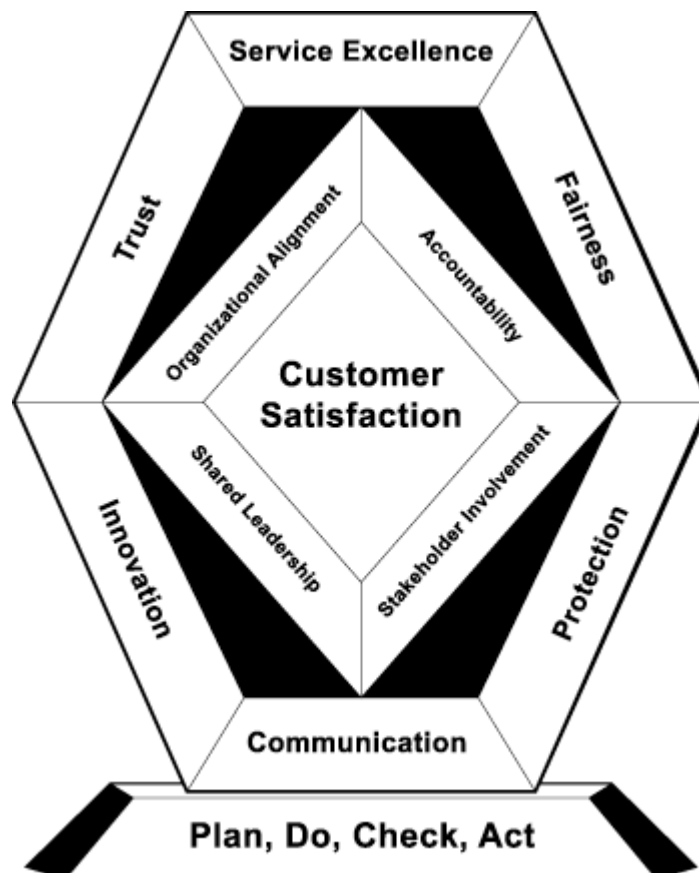 Service Excellence
Trust
Fairness
Organizational Alignment
Accountability
Customer
Satisfaction
Innovation
Shared Leadership
Stakeholder Involvement
Protection
Communication
Plan, Do, Check, Act